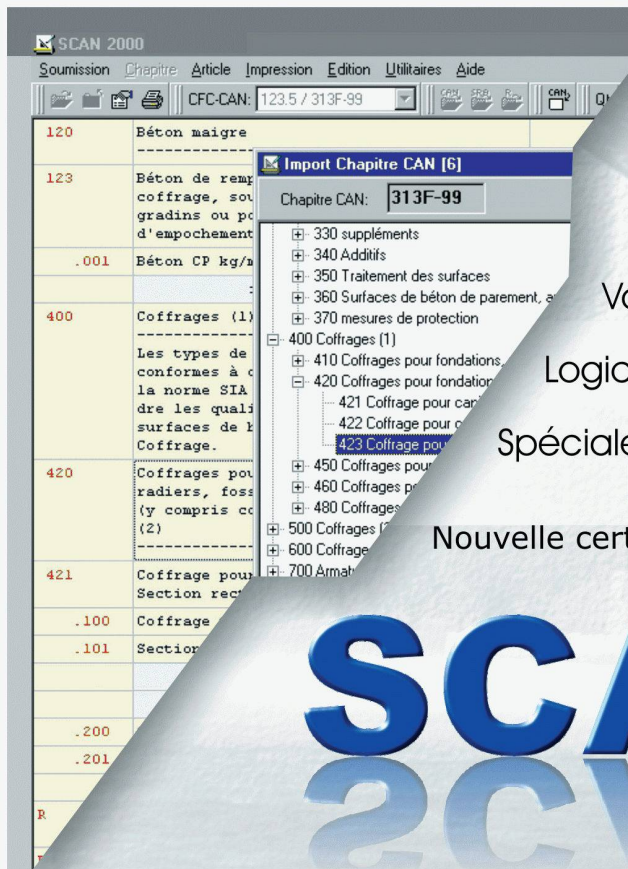 SCAN 2000
Soumission Chapitre Article Impression Edition Utilitaires Aide
CFC-CAN: 123.5 / 313F-99
CAN
120 Béton maigre
123 Béton de remp
coffrage, sou
gradins ou po
d'empochement
.001 Béton CP kg/m
400 Coffrages (1)
Les types de
conformes à c
la norme SIA
dre les quali
surfaces de b
Coffrage.
420 Coffrages pou
radiers, foss
(y compris co
(2)
421 Coffrage pour
Section rect
.100 Coffrage
.101 Section
.200
.201
R
Import Chapitre CAN [6]
Chapitre CAN: 313F-99
330 suppléments
340 Additifs
350 Traitement des surfaces
360 Surfaces de béton de parement, a
370 mesures de protection
400 Coffrages (1)
410 Coffrages pour fondations,
420 Coffrages pour fondation
421 Coffrage pour can
422 Coffrage pour c
423 Coffrage pou
450 Coffrages pour
460 Coffrages po
480 Coffrages
500 Coffrages (2
600 Coffrage
700 Armat
Vo
Logic
Spéciale
Nouvelle cert
SCA